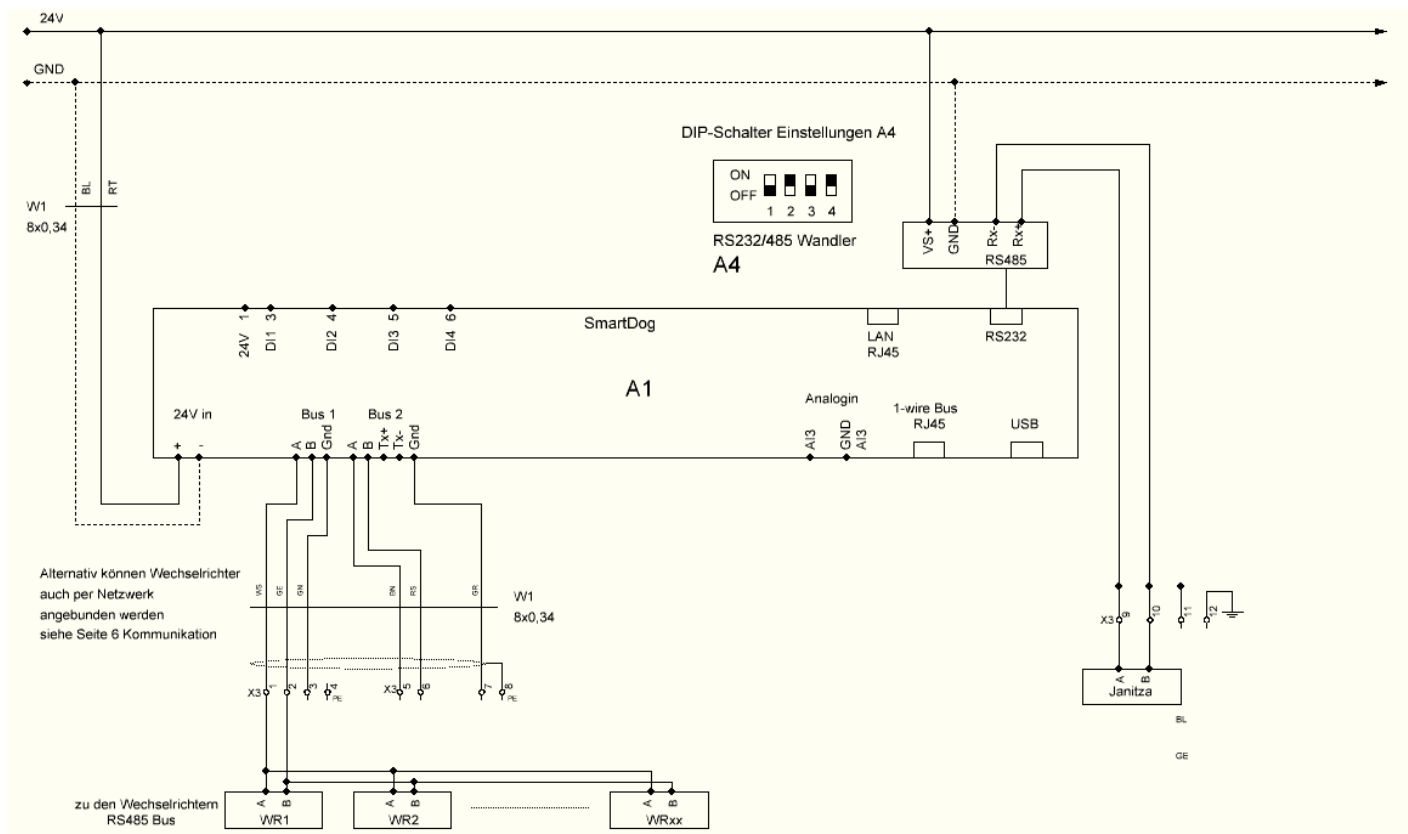 24V
GND
DIP-Schalter Einstellungen A4
ON
OFF
1 2 3 4
BL
RT
W1
8x0,34
RS232/485 Wandler
A4
VS+
GND
Rx-
Rx+
RS485
24V 1
DI1 3
DI2 4
DI3 5
DI4 6
SmartDog
LAN
RJ45
RS232
A1
24V in
+
-
Bus 1
A
B
Gnd
Bus 2
A
B
Tx+
Tx-
Gnd
Analogin
AI3
GND
AI3
1-wire Bus
RJ45
USB
Alternativ können Wechselrichter
auch per Netzwerk
angebunden werden
siehe Seite 6 Kommunikation
WS
GE
GN
BN
RS
GR
W1
8x0,34
X3
1
2
3
4
PE
X3
5
6
7
8
PE
X3
9
10
11
12
A
B
Janitza
BL
GE
zu den Wechselrichtern
RS485 Bus
A
B
WR1
A
B
WR2
A
B
WRxx